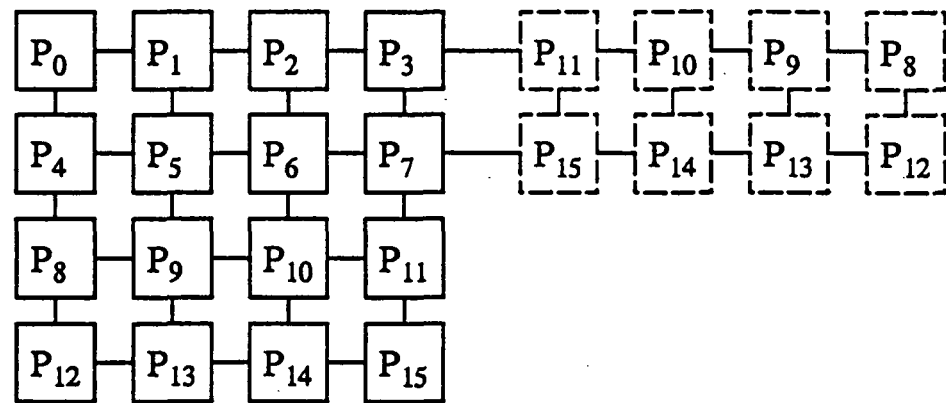 P₀ P₁ P₂ P₃ P₁₁ P₁₀ P₉ P₈
P₄ P₅ P₆ P₇ P₁₅ P₁₄ P₁₃ P₁₂
P₈ P₉ P₁₀ P₁₁
P₁₂ P₁₃ P₁₄ P₁₅